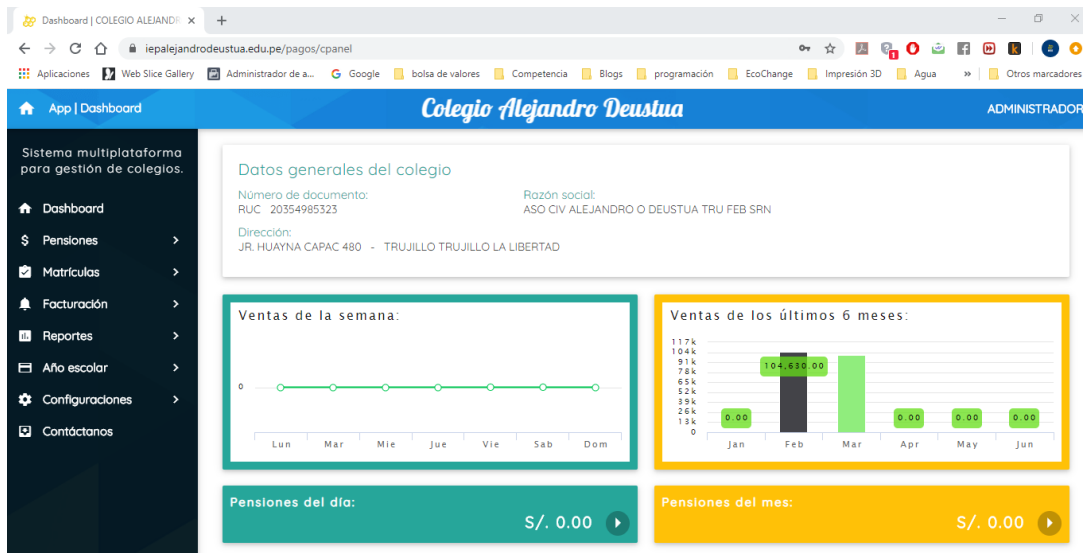 Dashboard | COLEGIO ALEJANDR
iepalejandrodeustua.edu.pe/pagos/cpanel
Aplicaciones Web Slice Gallery Administrador de a... Google bolsa de valores Competencia Blogs programación EcoChange Impresión 3D Agua » Otros marcadores
App | Dashboard Colegio Alejandro Deustua ADMINISTRADOR
Sistema multiplataforma
para gestión de colegios.
Dashboard
Pensiones
Matrículas
Facturación
Reportes
Año escolar
Configuraciones
Contáctanos
Datos generales del colegio
Número de documento: Razón social:
RUC 20354985323 ASO CIV ALEJANDRO O DEUSTUA TRU FEB SRN
Dirección:
JR. HUAYNA CAPAC 480 - TRUJILLO TRUJILLO LA LIBERTAD
Ventas de la semana:
0
Lun Mar Mie Jue Vie Sab Dom
Ventas de los últimos 6 meses:
117k
104k
91k
78k
65k
52k
39k
26k
13k
0
104,630.00
0.00 0.00 0.00 0.00
Jan Feb Mar Apr May Jun
Pensiones del día:
S/. 0.00
Pensiones del mes:
S/. 0.00